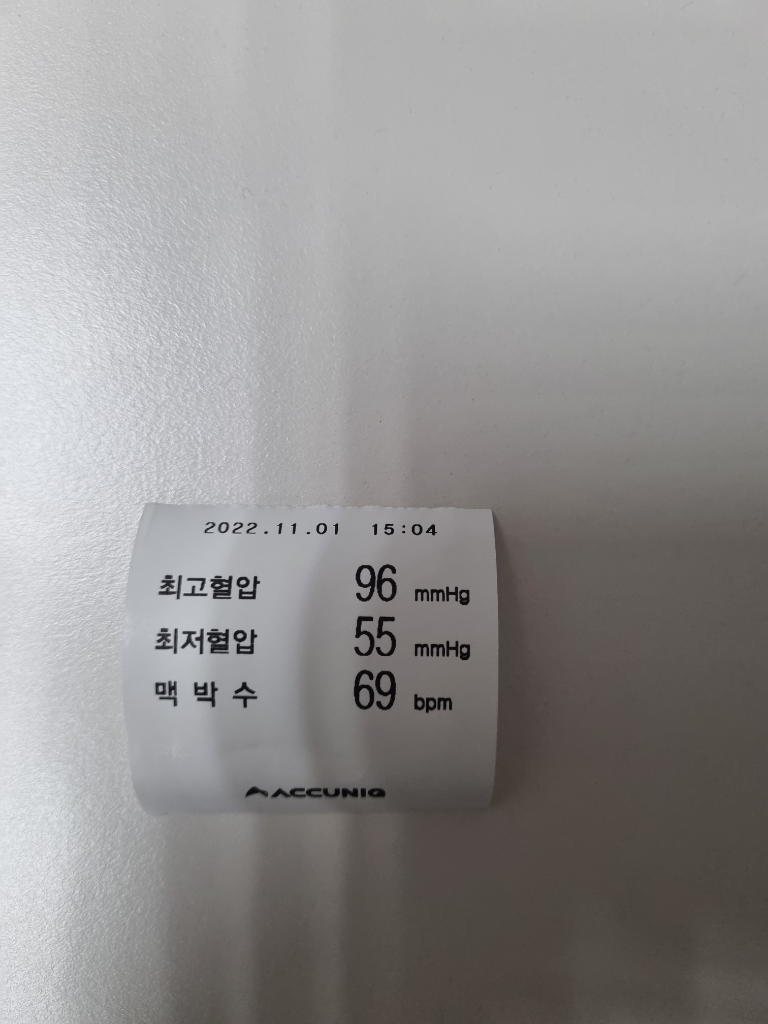 2022.11.01 15:04
최고혈압 96 mmHg
최저혈압 55 mmHg
맥 박 수 69 bpm
ACCUNIQ